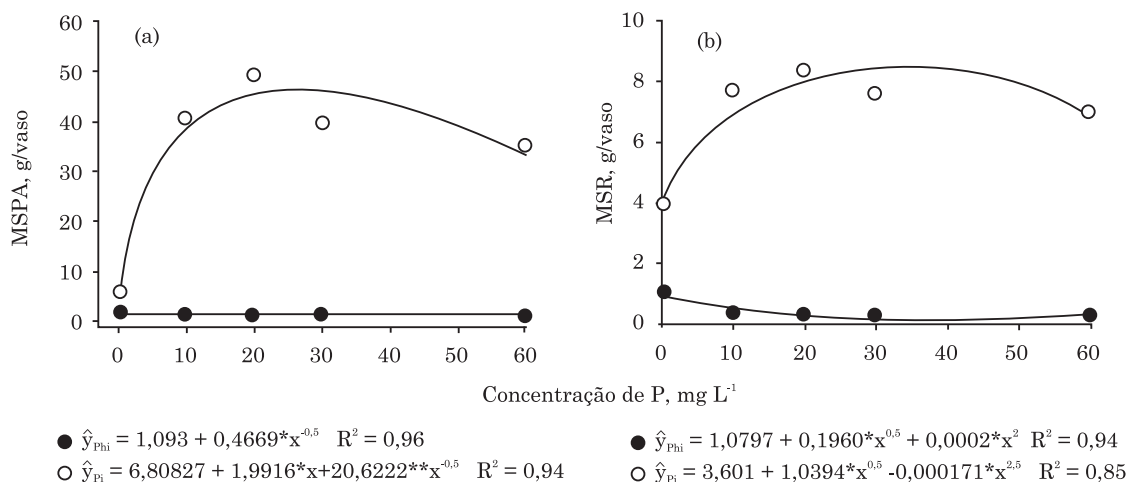 (a)
MSPA, g/vaso
60
50
40
30
20
10
0
0 10 20 30 40 50 60
(b)
MSR, g/vaso
10
8
6
4
2
0
0 10 20 30 40 50 60
Concentração de P, mg L⁻¹
ŷPhi = 1,093 + 0,4669*x⁻⁰,⁵ R² = 0,96
ŷPi = 6,80827 + 1,9916*x+20,6222**x⁻⁰,⁵ R² = 0,94
ŷPhi = 1,0797 + 0,1960*x⁰,⁵ + 0,0002*x² R² = 0,94
ŷPi = 3,601 + 1,0394*x⁰,⁵ -0,000171*x²,⁵ R² = 0,85